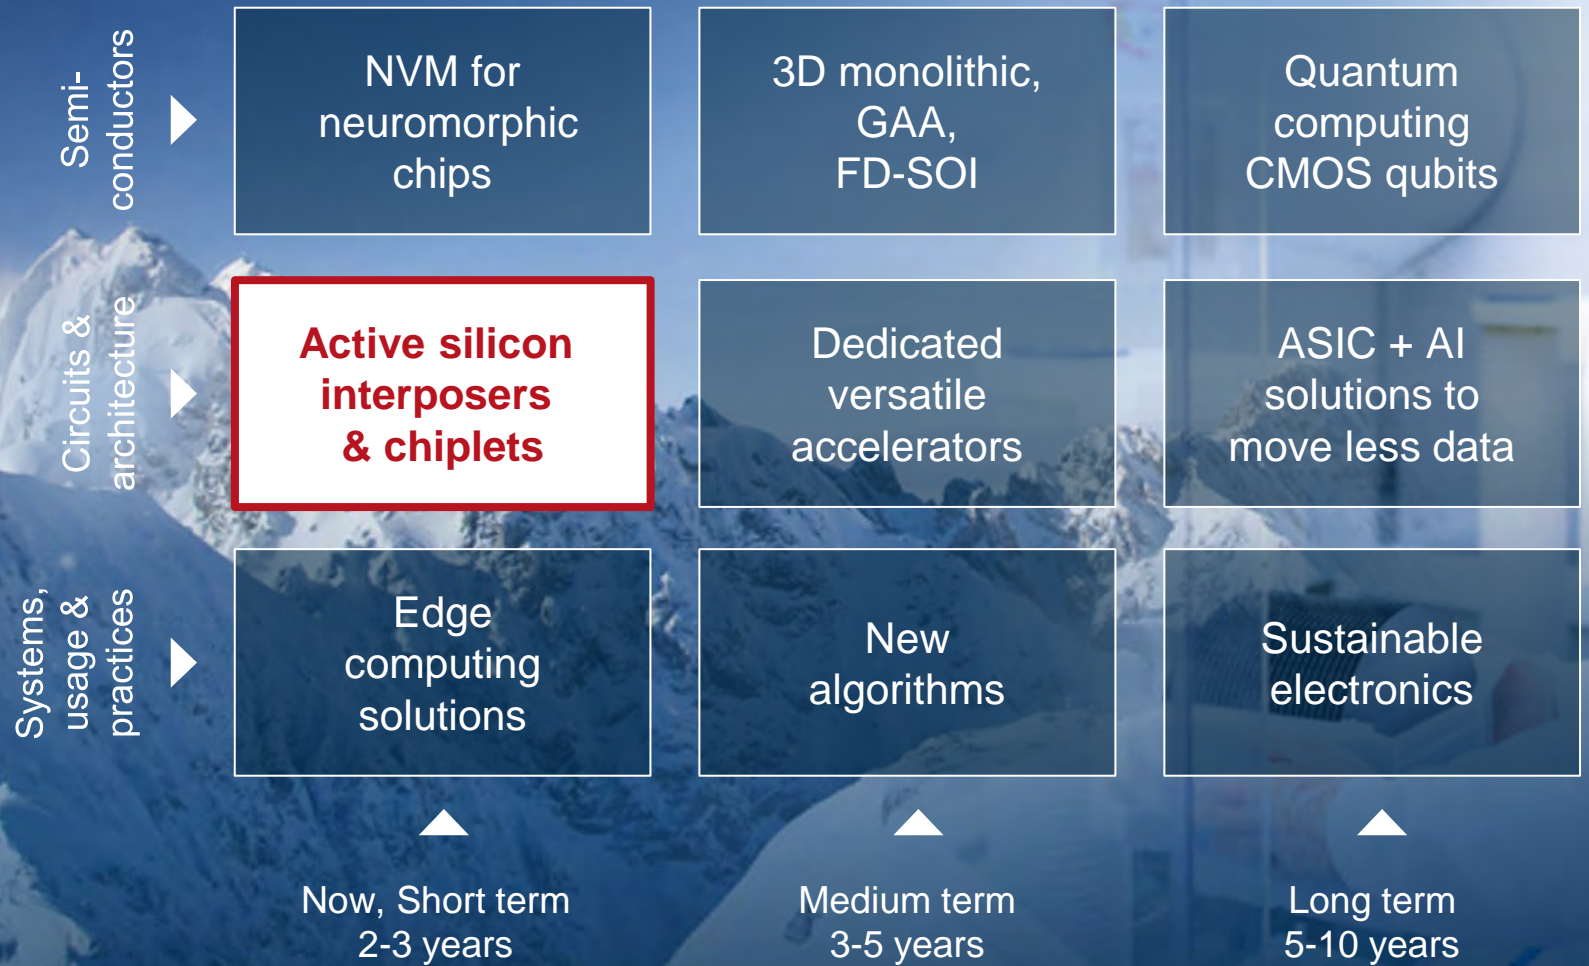 Semi-
conductors
NVM for
neuromorphic
chips
3D monolithic,
GAA,
FD-SOI
Quantum
computing
CMOS qubits
Circuits &
architecture
Active silicon
interposers
& chiplets
Dedicated
versatile
accelerators
ASIC + AI
solutions to
move less data
Systems,
usage &
practices
Edge
computing
solutions
New
algorithms
Sustainable
electronics
Now, Short term
2-3 years
Medium term
3-5 years
Long term
5-10 years